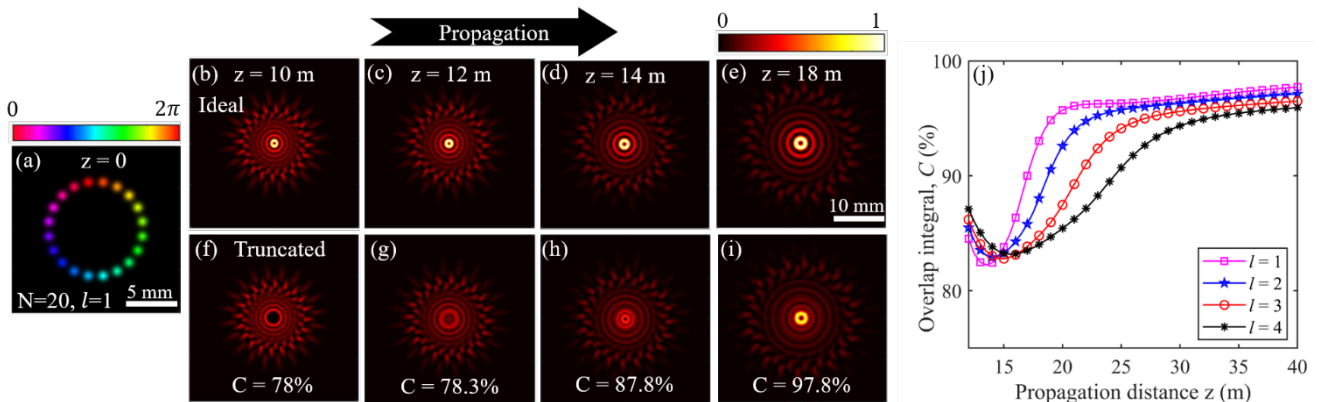 Propagation
0 1
(b) z = 10 m
Ideal
(c) z = 12 m
(d) z = 14 m
(e) z = 18 m
10 mm
0 2π
(a) z = 0
N=20, l=1
5 mm
(f) Truncated
C = 78%
(g)
C = 78.3%
(h)
C = 87.8%
(i)
C = 97.8%
(j)
100
90
80
Overlap integral, C (%)
l = 1
l = 2
l = 3
l = 4
15 20 25 30 35 40
Propagation distance z (m)